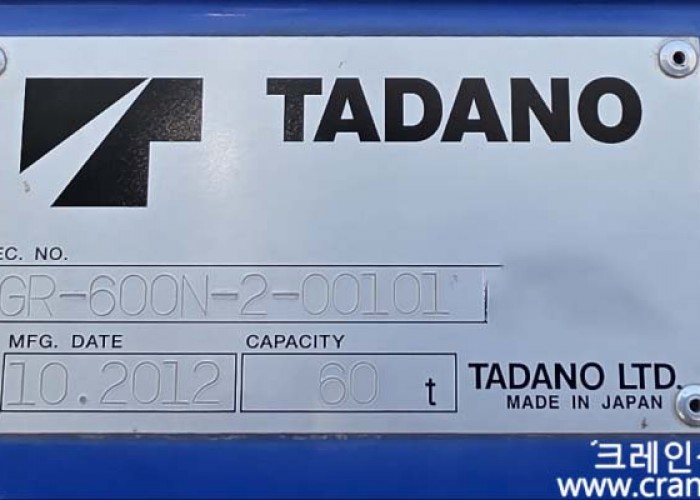 TADANO
EC. NO.
GR-600N-2-00101
MFG. DATE CAPACITY
10.2012 60 t
TADANO LTD.
MADE IN JAPAN
크레인
www.cran